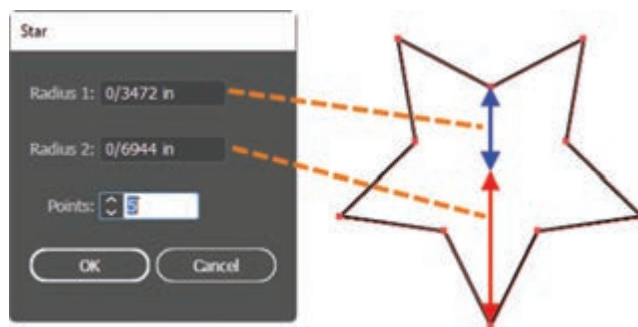 Star
Radius 1: 0/3472 in
Radius 2: 0/6944 in
Points: 5
OK
Cancel